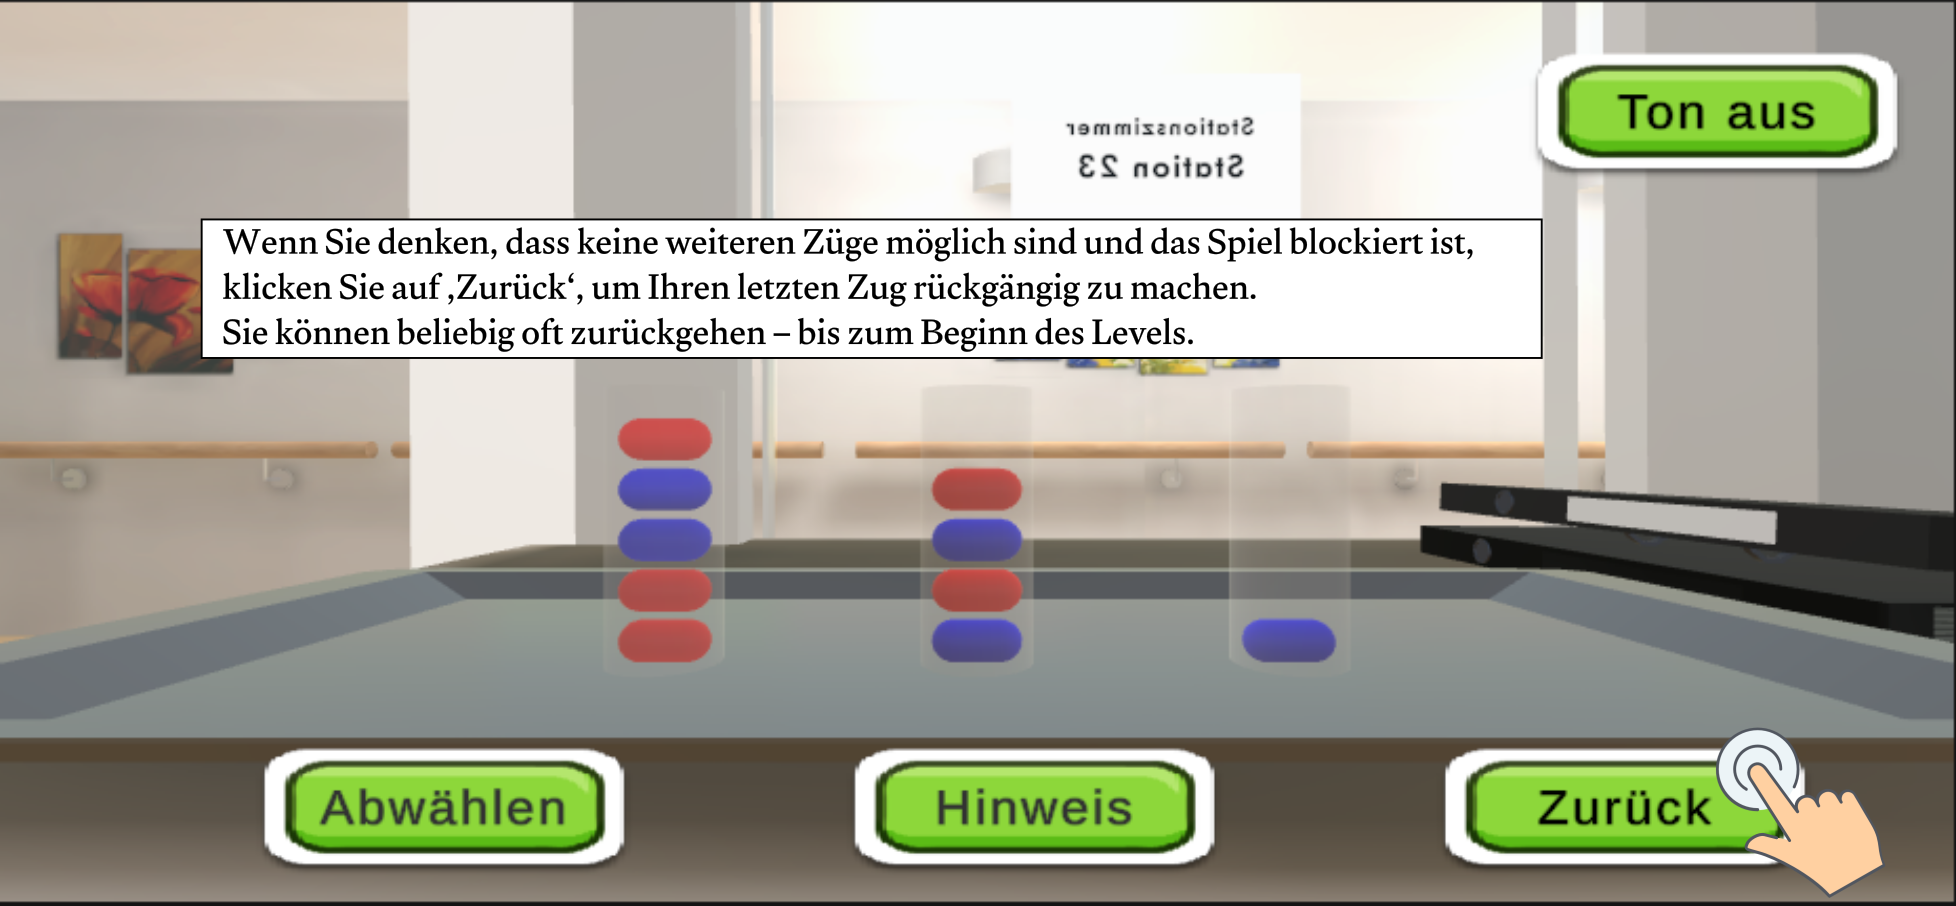 Ton aus
Stationszimmer
Station 23
Wenn Sie denken, dass keine weiteren Züge möglich sind und das Spiel blockiert ist,
klicken Sie auf ‚Zurück‘, um Ihren letzten Zug rückgängig zu machen.
Sie können beliebig oft zurückgehen – bis zum Beginn des Levels.
Abwählen
Hinweis
Zurück